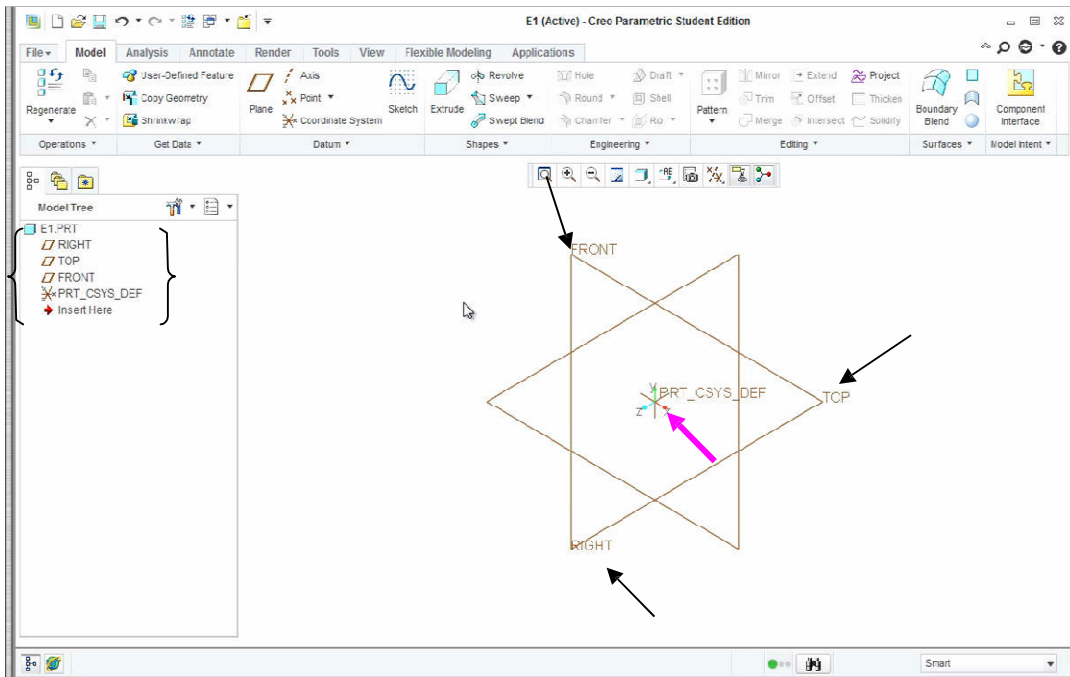 E1 (Active) - Creo Parametric Student Edition
File Model Analysis Annotate Render Tools View Flexible Modeling Applications
User-Defined Feature Axis Revolve Hole Draft Mirror Extend Project
Copy Geometry Point Sweep Round Shell Trim Offset Thicken
Regenerate Plane Sketch Extrude Pattern Boundary Blend Component Interface
Shrinkwrap Coordinate System Swept Blend Chamfer Rib Merge Intersect Solidify
Operations Get Data Datum Shapes Engineering Editing Surfaces Model Intent
Model Tree
E1.PRT
RIGHT
TOP
FRONT
PRT_CSYS_DEF
Insert Here
FRONT
Y
PRT_CSYS_DEF
TOP
Z X
RIGHT
Smart